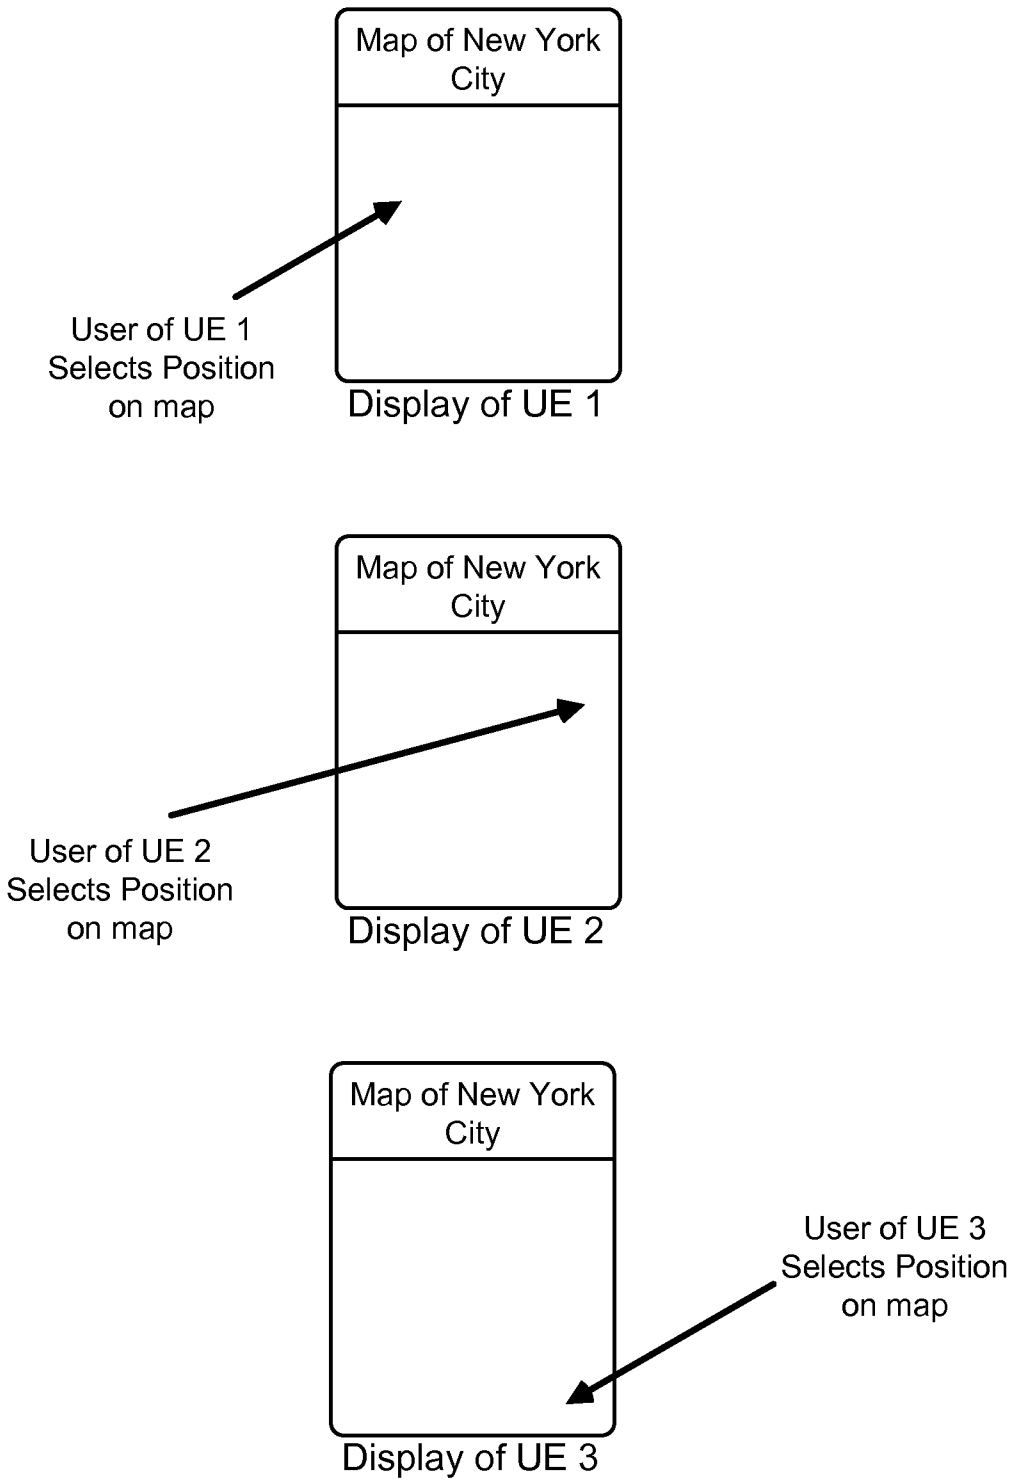 Map of New York
City
User of UE 1
Selects Position
on map
Display of UE 1
Map of New York
City
User of UE 2
Selects Position
on map
Display of UE 2
Map of New York
City
User of UE 3
Selects Position
on map
Display of UE 3